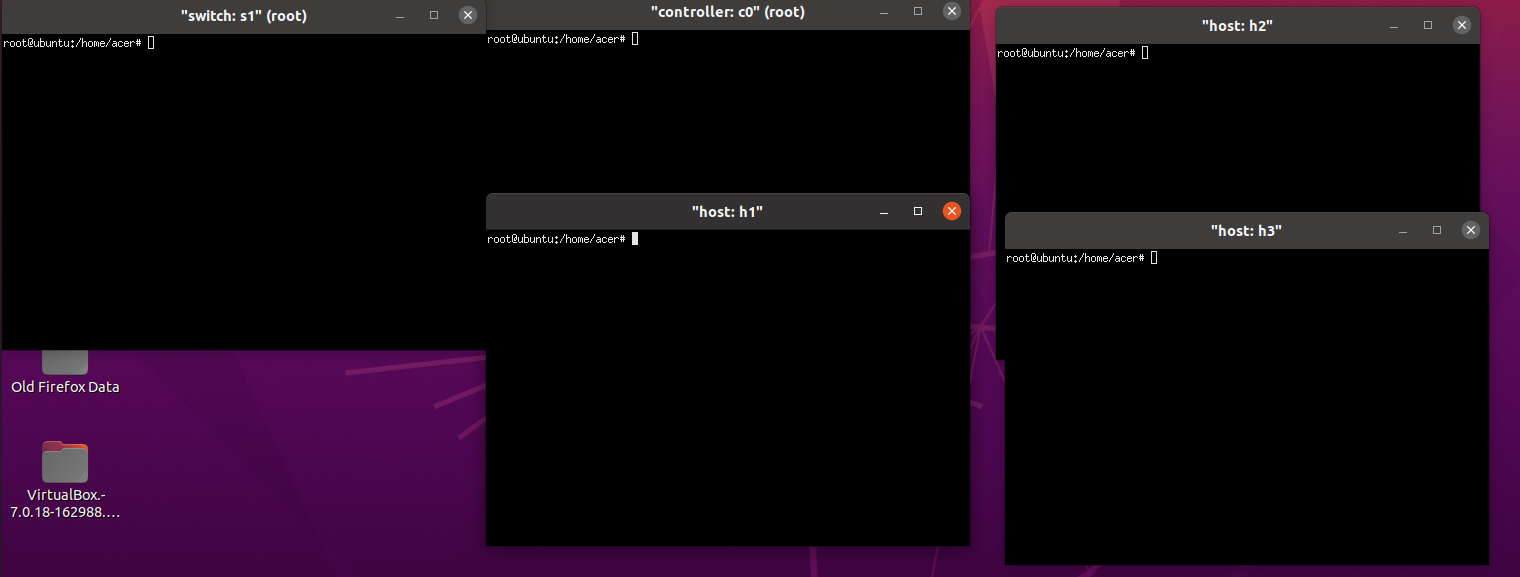 "switch: s1" (root)
root@ubuntu:/home/acer#
"controller: c0" (root)
root@ubuntu:/home/acer#
"host: h2"
root@ubuntu:/home/acer#
"host: h1"
root@ubuntu:/home/acer#
"host: h3"
root@ubuntu:/home/acer#
Old Firefox Data
VirtualBox.-
7.0.18-162988....